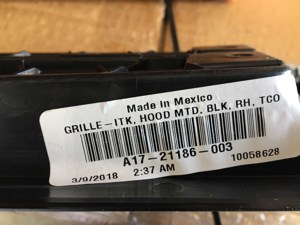 Made in Mexico
GRILLE-ITK, HOOD MTD, BLK, RH, TCO
A17-21186-003
3/9/2018 2:37 AM 10058628